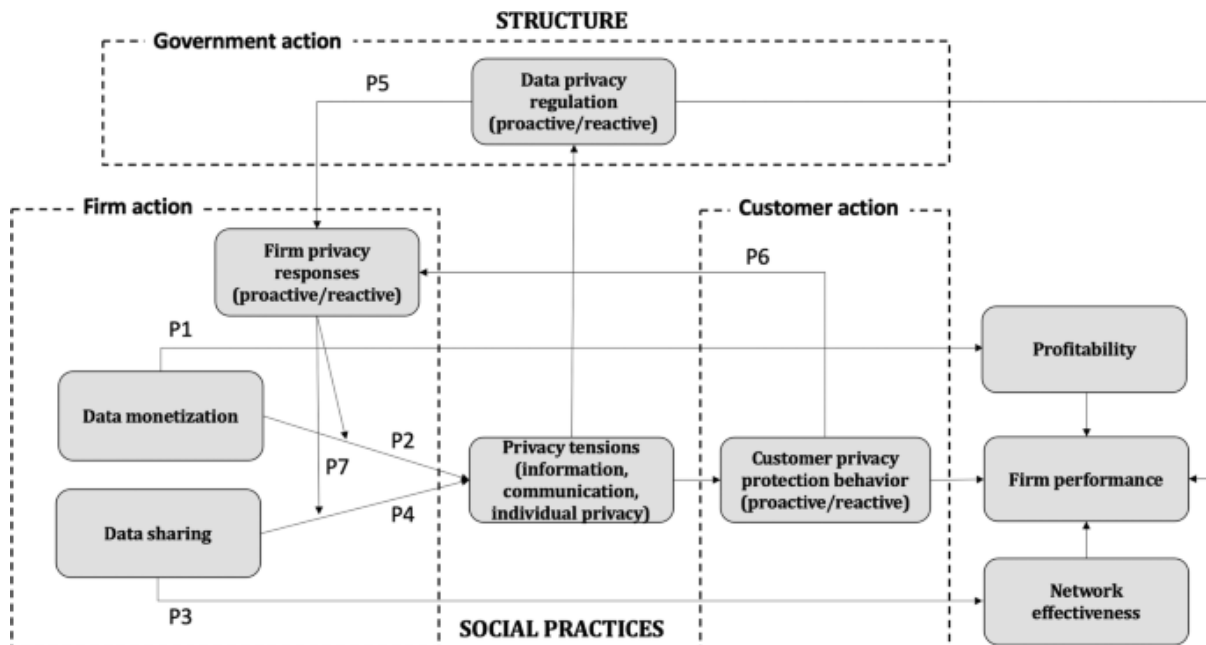 STRUCTURE
Government action
P5
Data privacy
regulation
(proactive/reactive)
Firm action
Customer action
Firm privacy
responses
(proactive/reactive)
P6
P1
Profitability
Data monetization
P2
P7
Privacy tensions
(information,
communication,
individual privacy)
Customer privacy
protection behavior
(proactive/reactive)
Firm performance
Data sharing
P4
P3
Network
effectiveness
SOCIAL PRACTICES